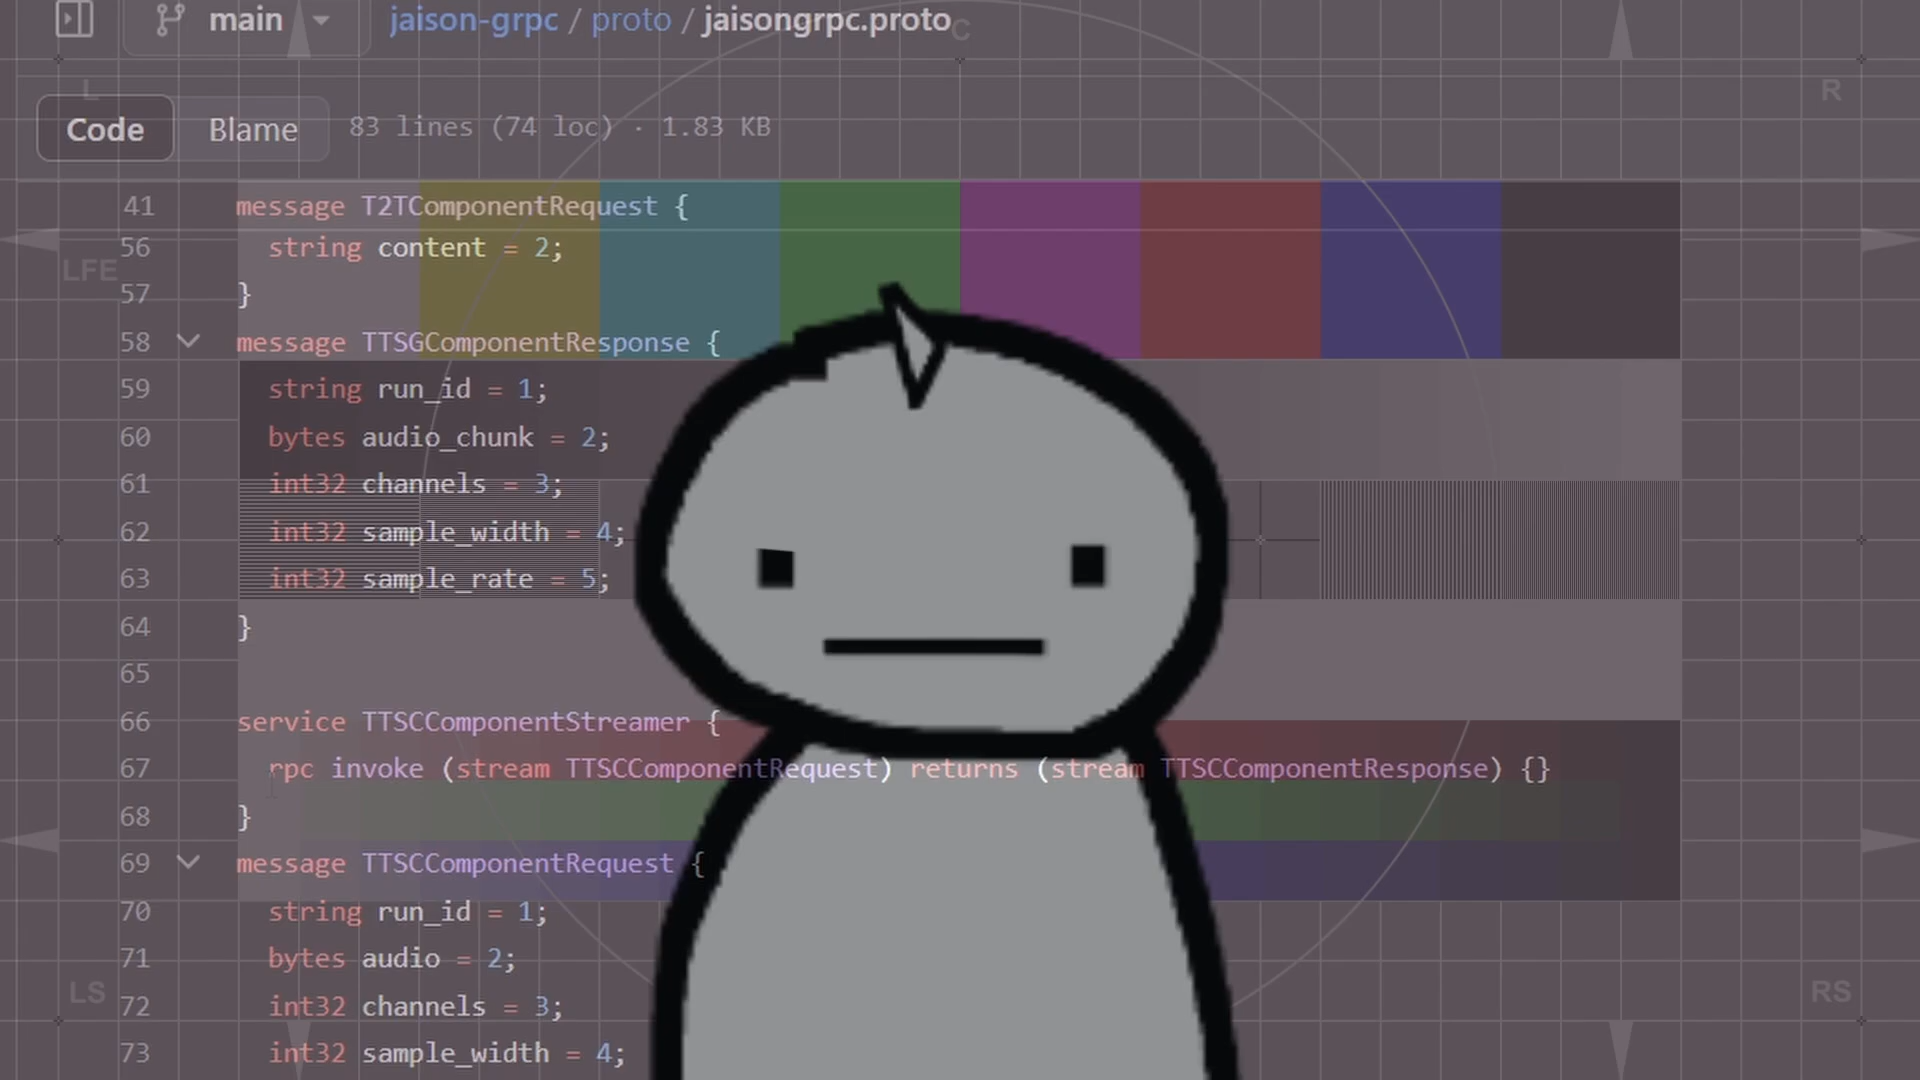 main jaison-grpc / proto / jaisongrpc.proto
C
L
R
Code Blame 83 lines (74 loc) · 1.83 KB
41 message T2TComponentRequest {
56 string content = 2;
LFE
57 }
58 message TTSGComponentResponse {
59 string run_id = 1;
60 bytes audio_chunk = 2;
61 int32 channels = 3;
62 int32 sample_width = 4;
63 int32 sample_rate = 5;
64 }
65
66 service TTSCComponentStreamer {
67 rpc invoke (stream TTSCComponentRequest) returns (stream TTSCComponentResponse) {}
68 }
69 message TTSCComponentRequest {
70 string run_id = 1;
71 bytes audio = 2;
LS
RS
72 int32 channels = 3;
73 int32 sample_width = 4;